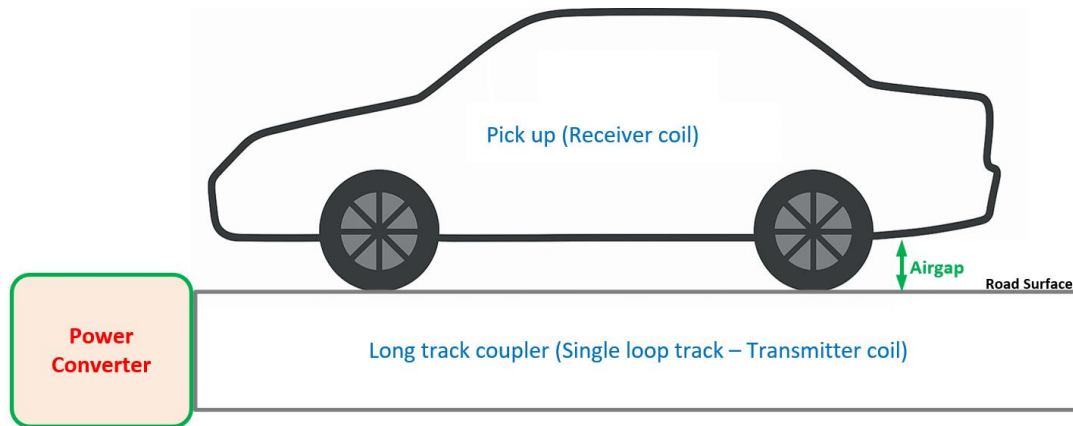 Pick up (Receiver coil)
Airgap
Road Surface
Power
Converter
Long track coupler (Single loop track – Transmitter coil)